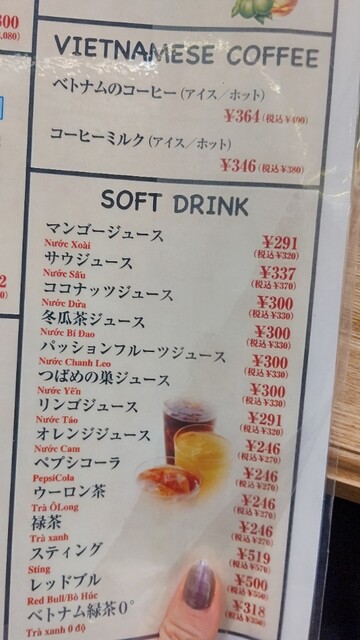 VIETNAMESE COFFEE
ベトナムのコーヒー(アイス/ホット)
¥364(税込¥400)
コーヒーミルク(アイス/ホット)
¥346(税込¥380)
SOFT DRINK
マンゴージュース
Nước Xoài
¥291
(税込¥320)
サウジュース
Nước Sấu
¥337
(税込¥370)
ココナッツジュース
Nước Dừa
¥300
(税込¥330)
冬瓜茶ジュース
Nước Bí Đao
¥300
(税込¥330)
パッションフルーツジュース
Nước Chanh Leo
¥300
(税込¥330)
つばめの巣ジュース
Nước Yến
¥300
(税込¥330)
リンゴジュース
Nước Táo
¥291
(税込¥320)
オレンジジュース
Nước Cam
¥246
(税込¥270)
ペプシコーラ
PepsiCola
¥246
(税込¥270)
ウーロン茶
Trà ÔLong
¥246
(税込¥270)
禄茶
Trà xanh
¥246
(税込¥270)
スティング
Sting
¥519
(税込¥570)
レッドブル
Red Bull/Bò Húc
¥500
(税込¥550)
ベトナム緑茶0°
Trà xanh 0 độ
¥318
(税込¥350)